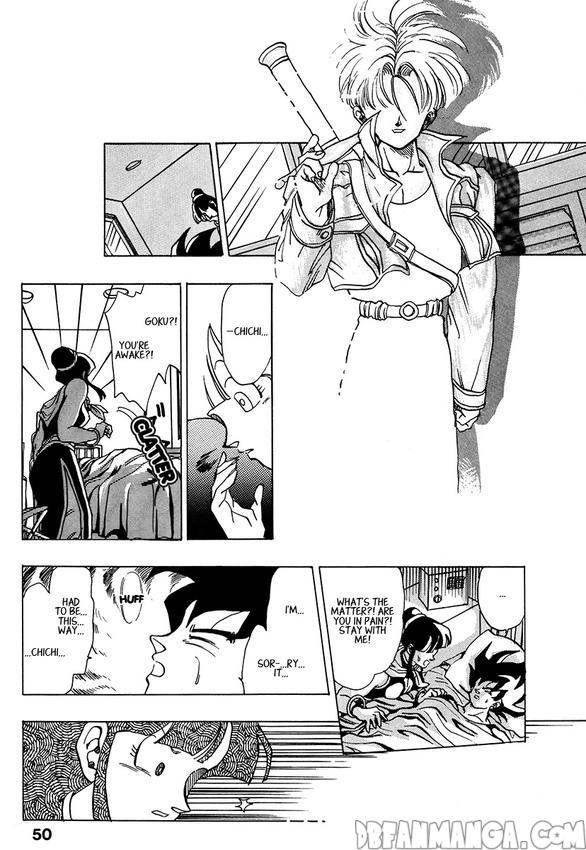 —CHICHI,
...
GOKU?!
YOU'RE
AWAKE?!
CLATTER
...
WHAT'S THE
MATTER?! ARE
YOU IN PAIN?!
STAY WITH
ME!
I'M...
SOR-...RY
IT...
HUFF
HAD
TO BE...
THIS...
WAY...
...CHICHI...
50
DBFANMANGA.COM